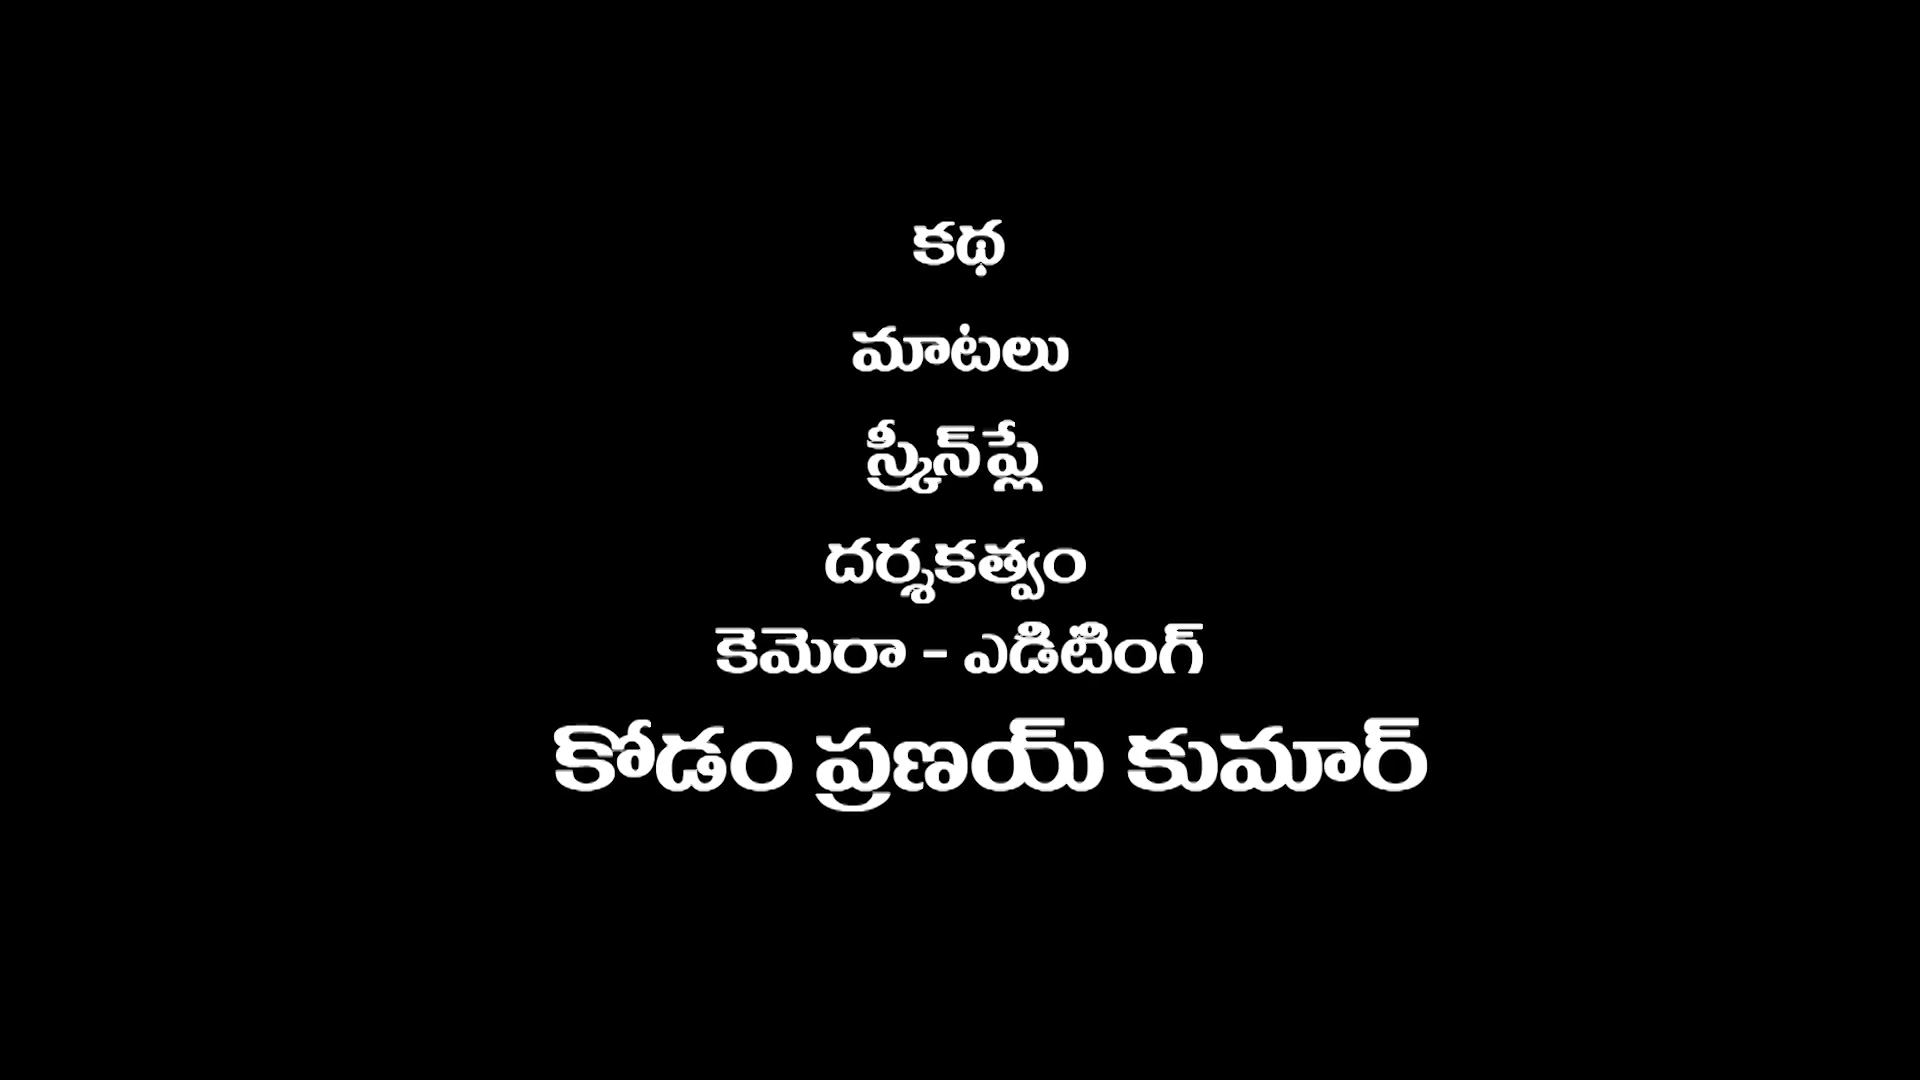 కథ
మాటలు
స్క్రీన్‌ప్లే
దర్శకత్వం
కెమెరా - ఎడిటింగ్
కోడం ప్రణయ్ కుమార్